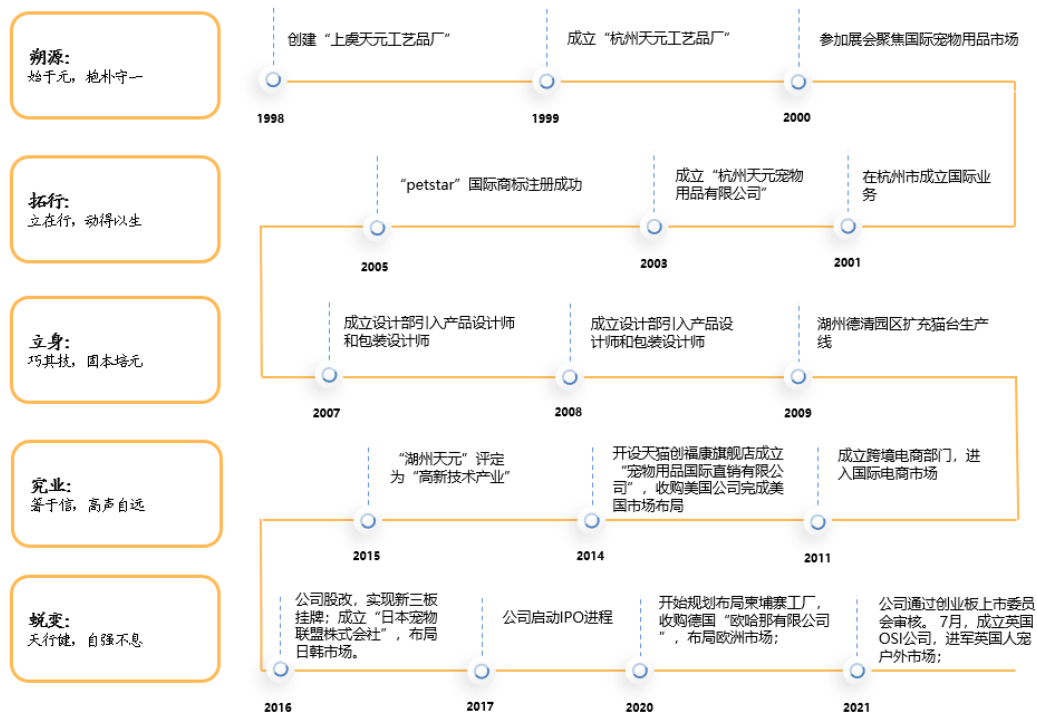 朔源：
始于元，抱朴守一
创建“上虞天元工艺品厂”
成立“杭州天元工艺品厂”
参加展会聚焦国际宠物用品市场
1998
1999
2000
拓行：
立在行，动得以生
“petstar”国际商标注册成功
成立“杭州天元宠物
用品有限公司”
在杭州市成立国际业
务
2005
2003
2001
立身：
巧其技，固本培元
成立设计部引入产品设计师
和包装设计师
成立设计部引入产品设
计师和包装设计师
湖州德清园区扩充猫台生产
线
2007
2008
2009
究业：
箸于信，高声自远
“湖州天元”评定
为“高新技术产业”
开设天猫创福康旗舰店成立
“宠物用品国际直销有限公
司”，收购美国公司完成美
国市场布局
成立跨境电商部门，进
入国际电商市场
2015
2014
2011
蜕变：
天行健，自强不息
公司股改，实现新三板
挂牌；成立“日本宠物
联盟株式会社”，布局
日韩市场。
公司启动IPO进程
开始规划布局柬埔寨工厂，
收购德国“欧哈那有限公司
”，布局欧洲市场；
公司通过创业板上市委员
会审核。7月，成立英国
OSI公司，进军英国人宠
户外市场；
2016
2017
2020
2021